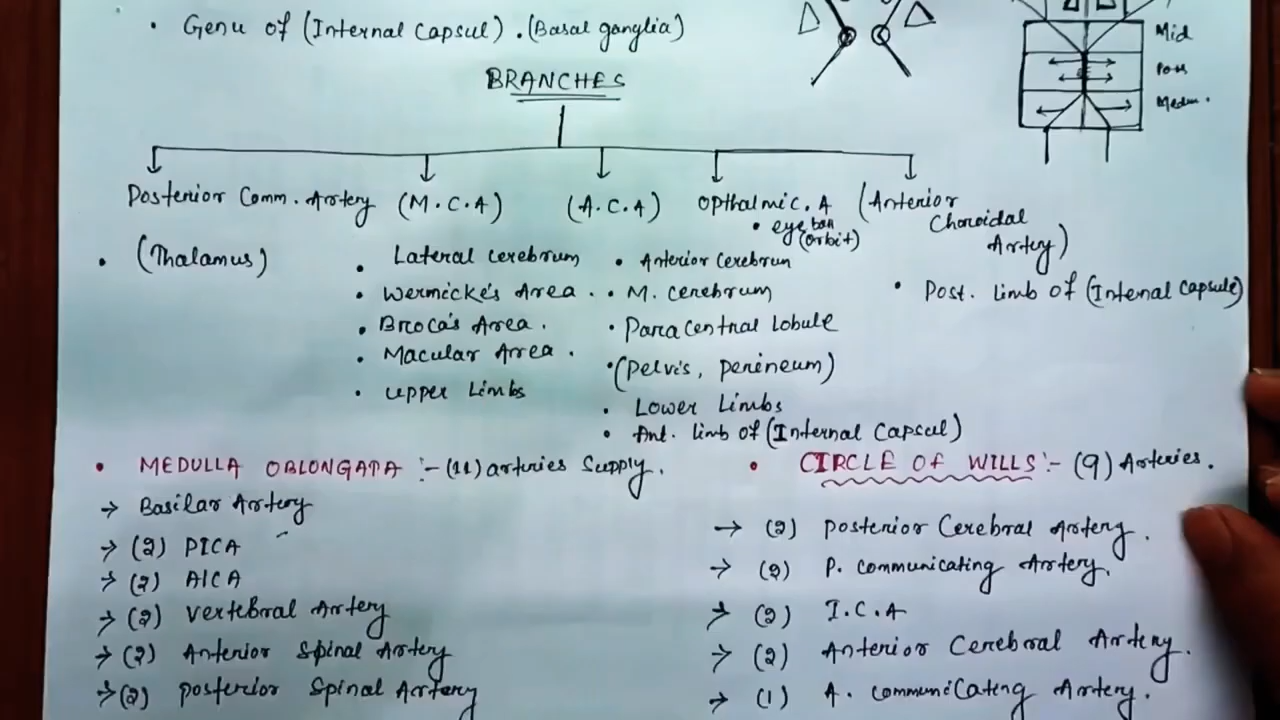 • Genu of (Internal Capsul) . (Basal ganglia)
Mid
Pons
Medu.
BRANCHES
Posterior Comm. Artery
• (Thalamus)
(M.C.A)
• Lateral cerebrum
• Wernicke's Area .
• Broca's Area .
• Macular Area .
• Upper Limbs
(A.C.A)
• Anterior Cerebrun
• M. Cerebrum
• Para Central Lobule
• (Pelvis, perineum)
• Lower Limbs
• Ant. limb of (Internal Capsul)
Opthalmic. A
• eye ball
(orbit)
(Anterior
Choroidal
Artery)
• Post. limb of (Internal Capsule)
• MEDULLA OBLONGATA :- (11) arteries Supply.
→ Basilar Artery
→ (2) PICA
→ (2) AICA
→ (2) Vertebral Artery
→ (2) Anterior Spinal Artery
→ (2) posterior Spinal Artery
• CIRCLE OF WILLS :- (9) Arteries.
→ (2) Posterior Cerebral Artery.
→ (2) P. communicating Artery.
→ (2) I.C.A
→ (2) Anterior Cerebral Artery.
→ (1) A. communicating Artery.